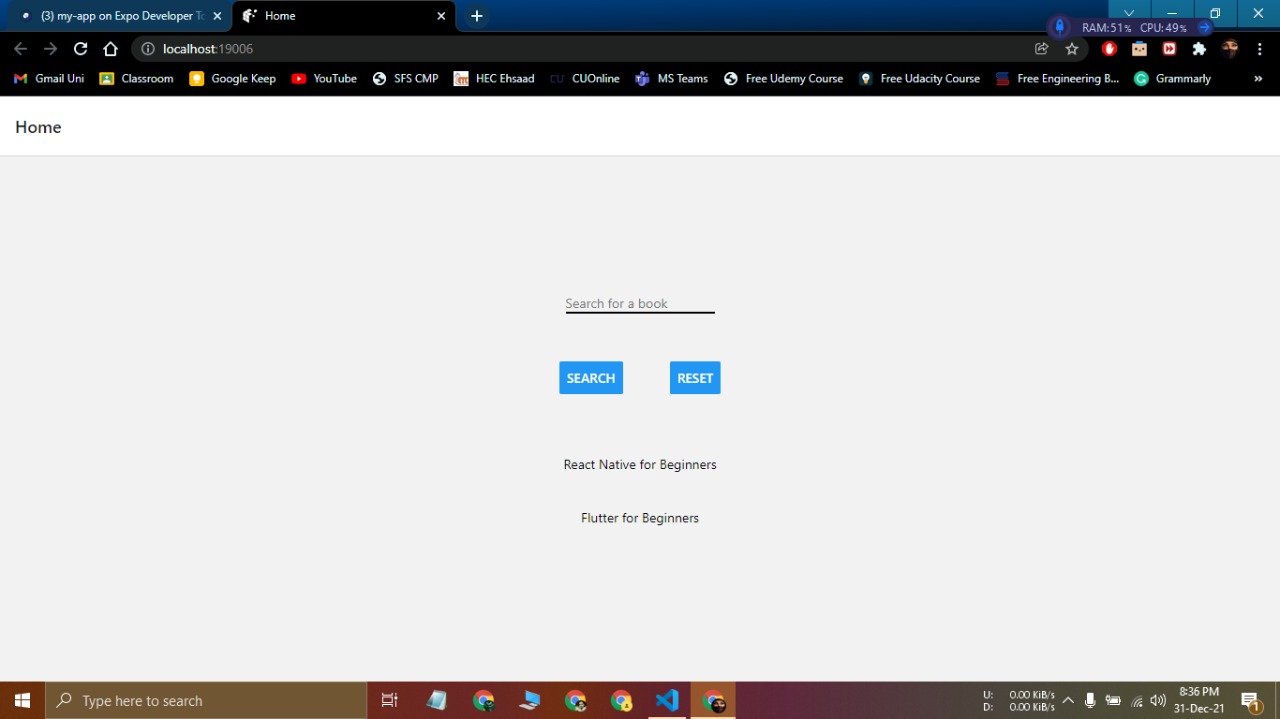 (3) my-app on Expo Developer To
Home
RAM:51% CPU:49%
localhost:19006
Gmail Uni
Classroom
Google Keep
YouTube
SFS CMP
HEC Ehsaad
CUOnline
MS Teams
Free Udemy Course
Free Udacity Course
Free Engineering B...
Grammarly
»
Home
Search for a book
SEARCH
RESET
React Native for Beginners
Flutter for Beginners
Type here to search
U: 0.00 KiB/s
D: 0.00 KiB/s
8:36 PM
31-Dec-21
1